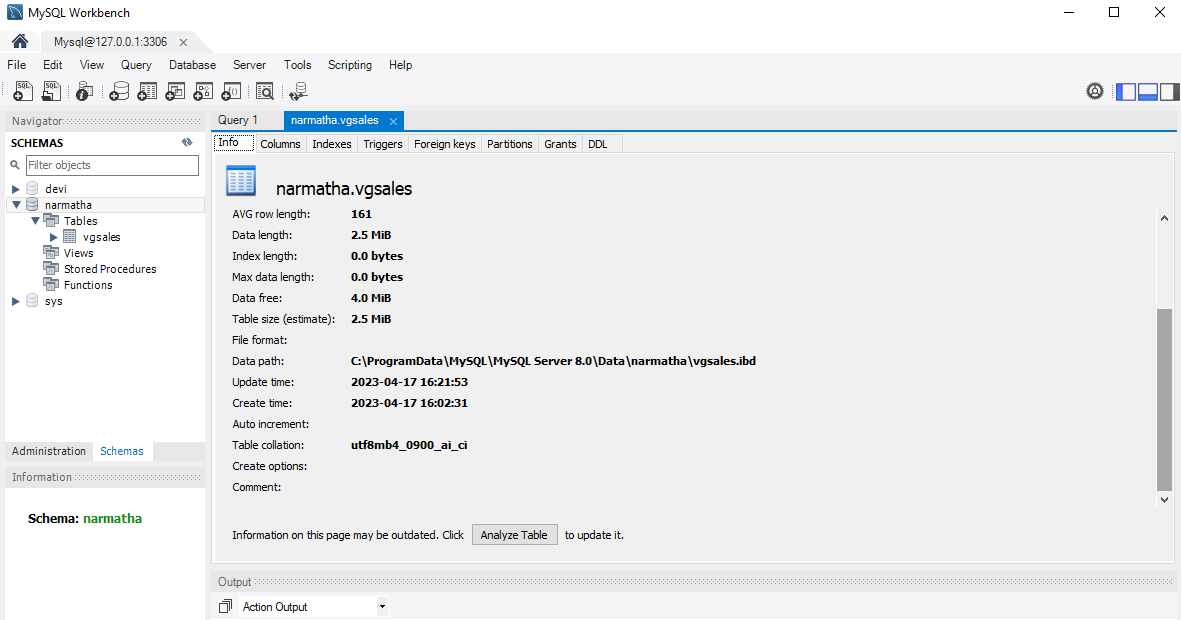 MySQL Workbench
Mysql@127.0.0.1:3306
File Edit View Query Database Server Tools Scripting Help
Navigator
SCHEMAS
Filter objects
devi
narmatha
Tables
vgsales
Views
Stored Procedures
Functions
sys
Administration Schemas
Information
Schema: narmatha
Query 1 narmatha.vgsales
Info Columns Indexes Triggers Foreign keys Partitions Grants DDL
narmatha.vgsales
AVG row length: 161
Data length: 2.5 MiB
Index length: 0.0 bytes
Max data length: 0.0 bytes
Data free: 4.0 MiB
Table size (estimate): 2.5 MiB
File format:
Data path: C:\ProgramData\MySQL\MySQL Server 8.0\Data\narmatha\vgsales.ibd
Update time: 2023-04-17 16:21:53
Create time: 2023-04-17 16:02:31
Auto increment:
Table collation: utf8mb4_0900_ai_ci
Create options:
Comment:
Information on this page may be outdated. Click Analyze Table to update it.
Output
Action Output